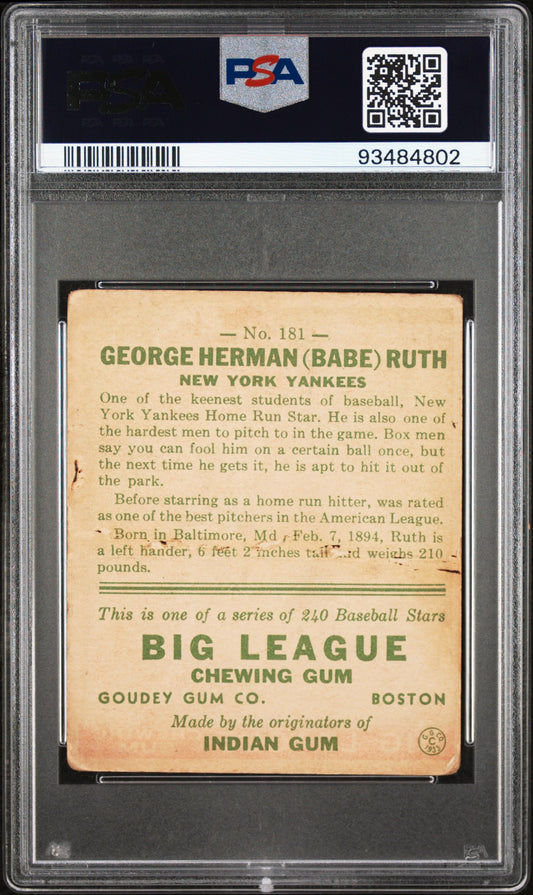 PSA
PSA
93484802
— No. 181 —
GEORGE HERMAN (BABE) RUTH
NEW YORK YANKEES
One of the keenest students of baseball, New
York Yankees Home Run Star. He is also one of
the hardest men to pitch to in the game. Box men
say you can fool him on a certain ball once, but
the next time he gets it, he is apt to hit it out of
the park.
Before starring as a home run hitter, was rated
as one of the best pitchers in the American League.
Born in Baltimore, Md., Feb. 7, 1894, Ruth is
a left hander, 6 feet 2 inches tall and weighs 210
pounds.
This is one of a series of 240 Baseball Stars
BIG LEAGUE
CHEWING GUM
GOUDEY GUM CO. BOSTON
Made by the originators of
INDIAN GUM
G. G. CO.
C
1933